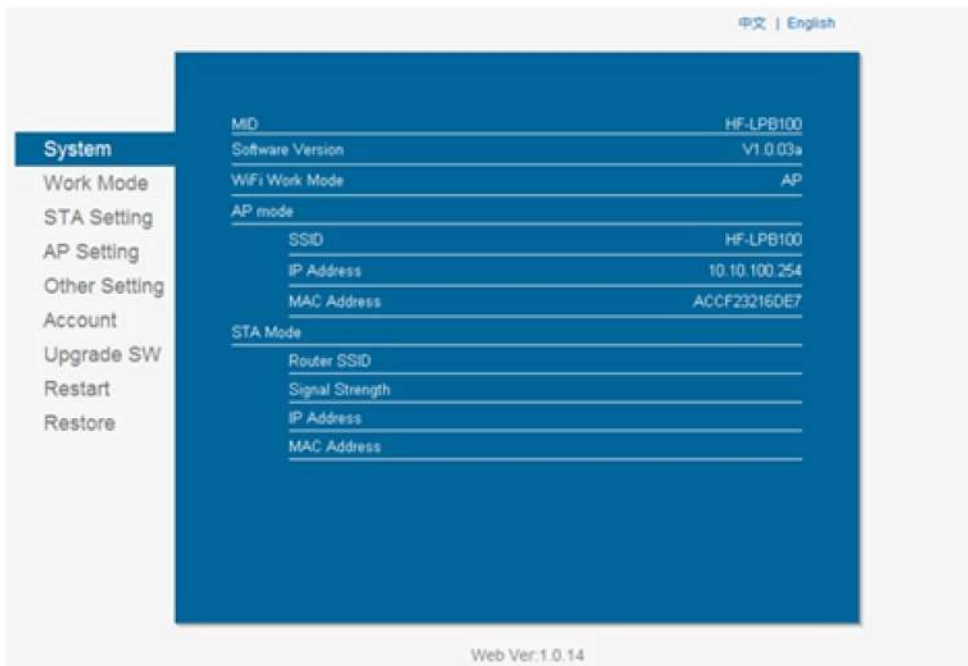 中文 | English
System
Work Mode
STA Setting
AP Setting
Other Setting
Account
Upgrade SW
Restart
Restore
MID HF-LPB100
Software Version V1.0.03a
WiFi Work Mode AP
AP mode
SSID HF-LPB100
IP Address 10.10.100.254
MAC Address ACCF23216DE7
STA Mode
Router SSID
Signal Strength
IP Address
MAC Address
Web Ver:1.0.14